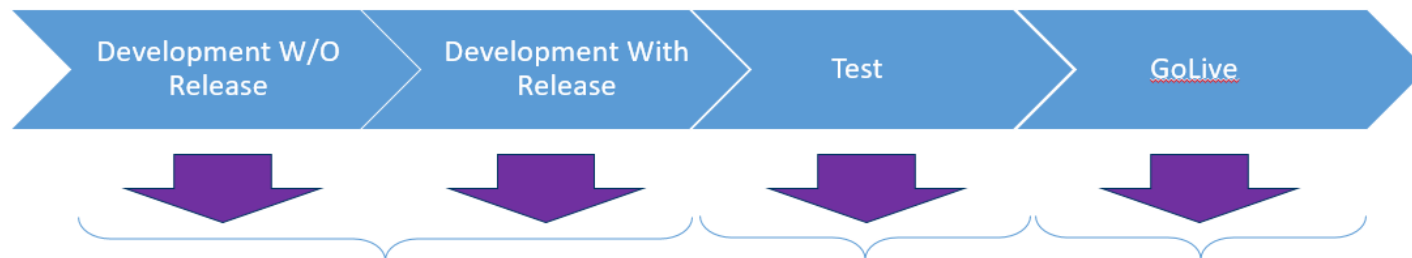 Development W/O
Release
Development With
Release
Test
GoLive